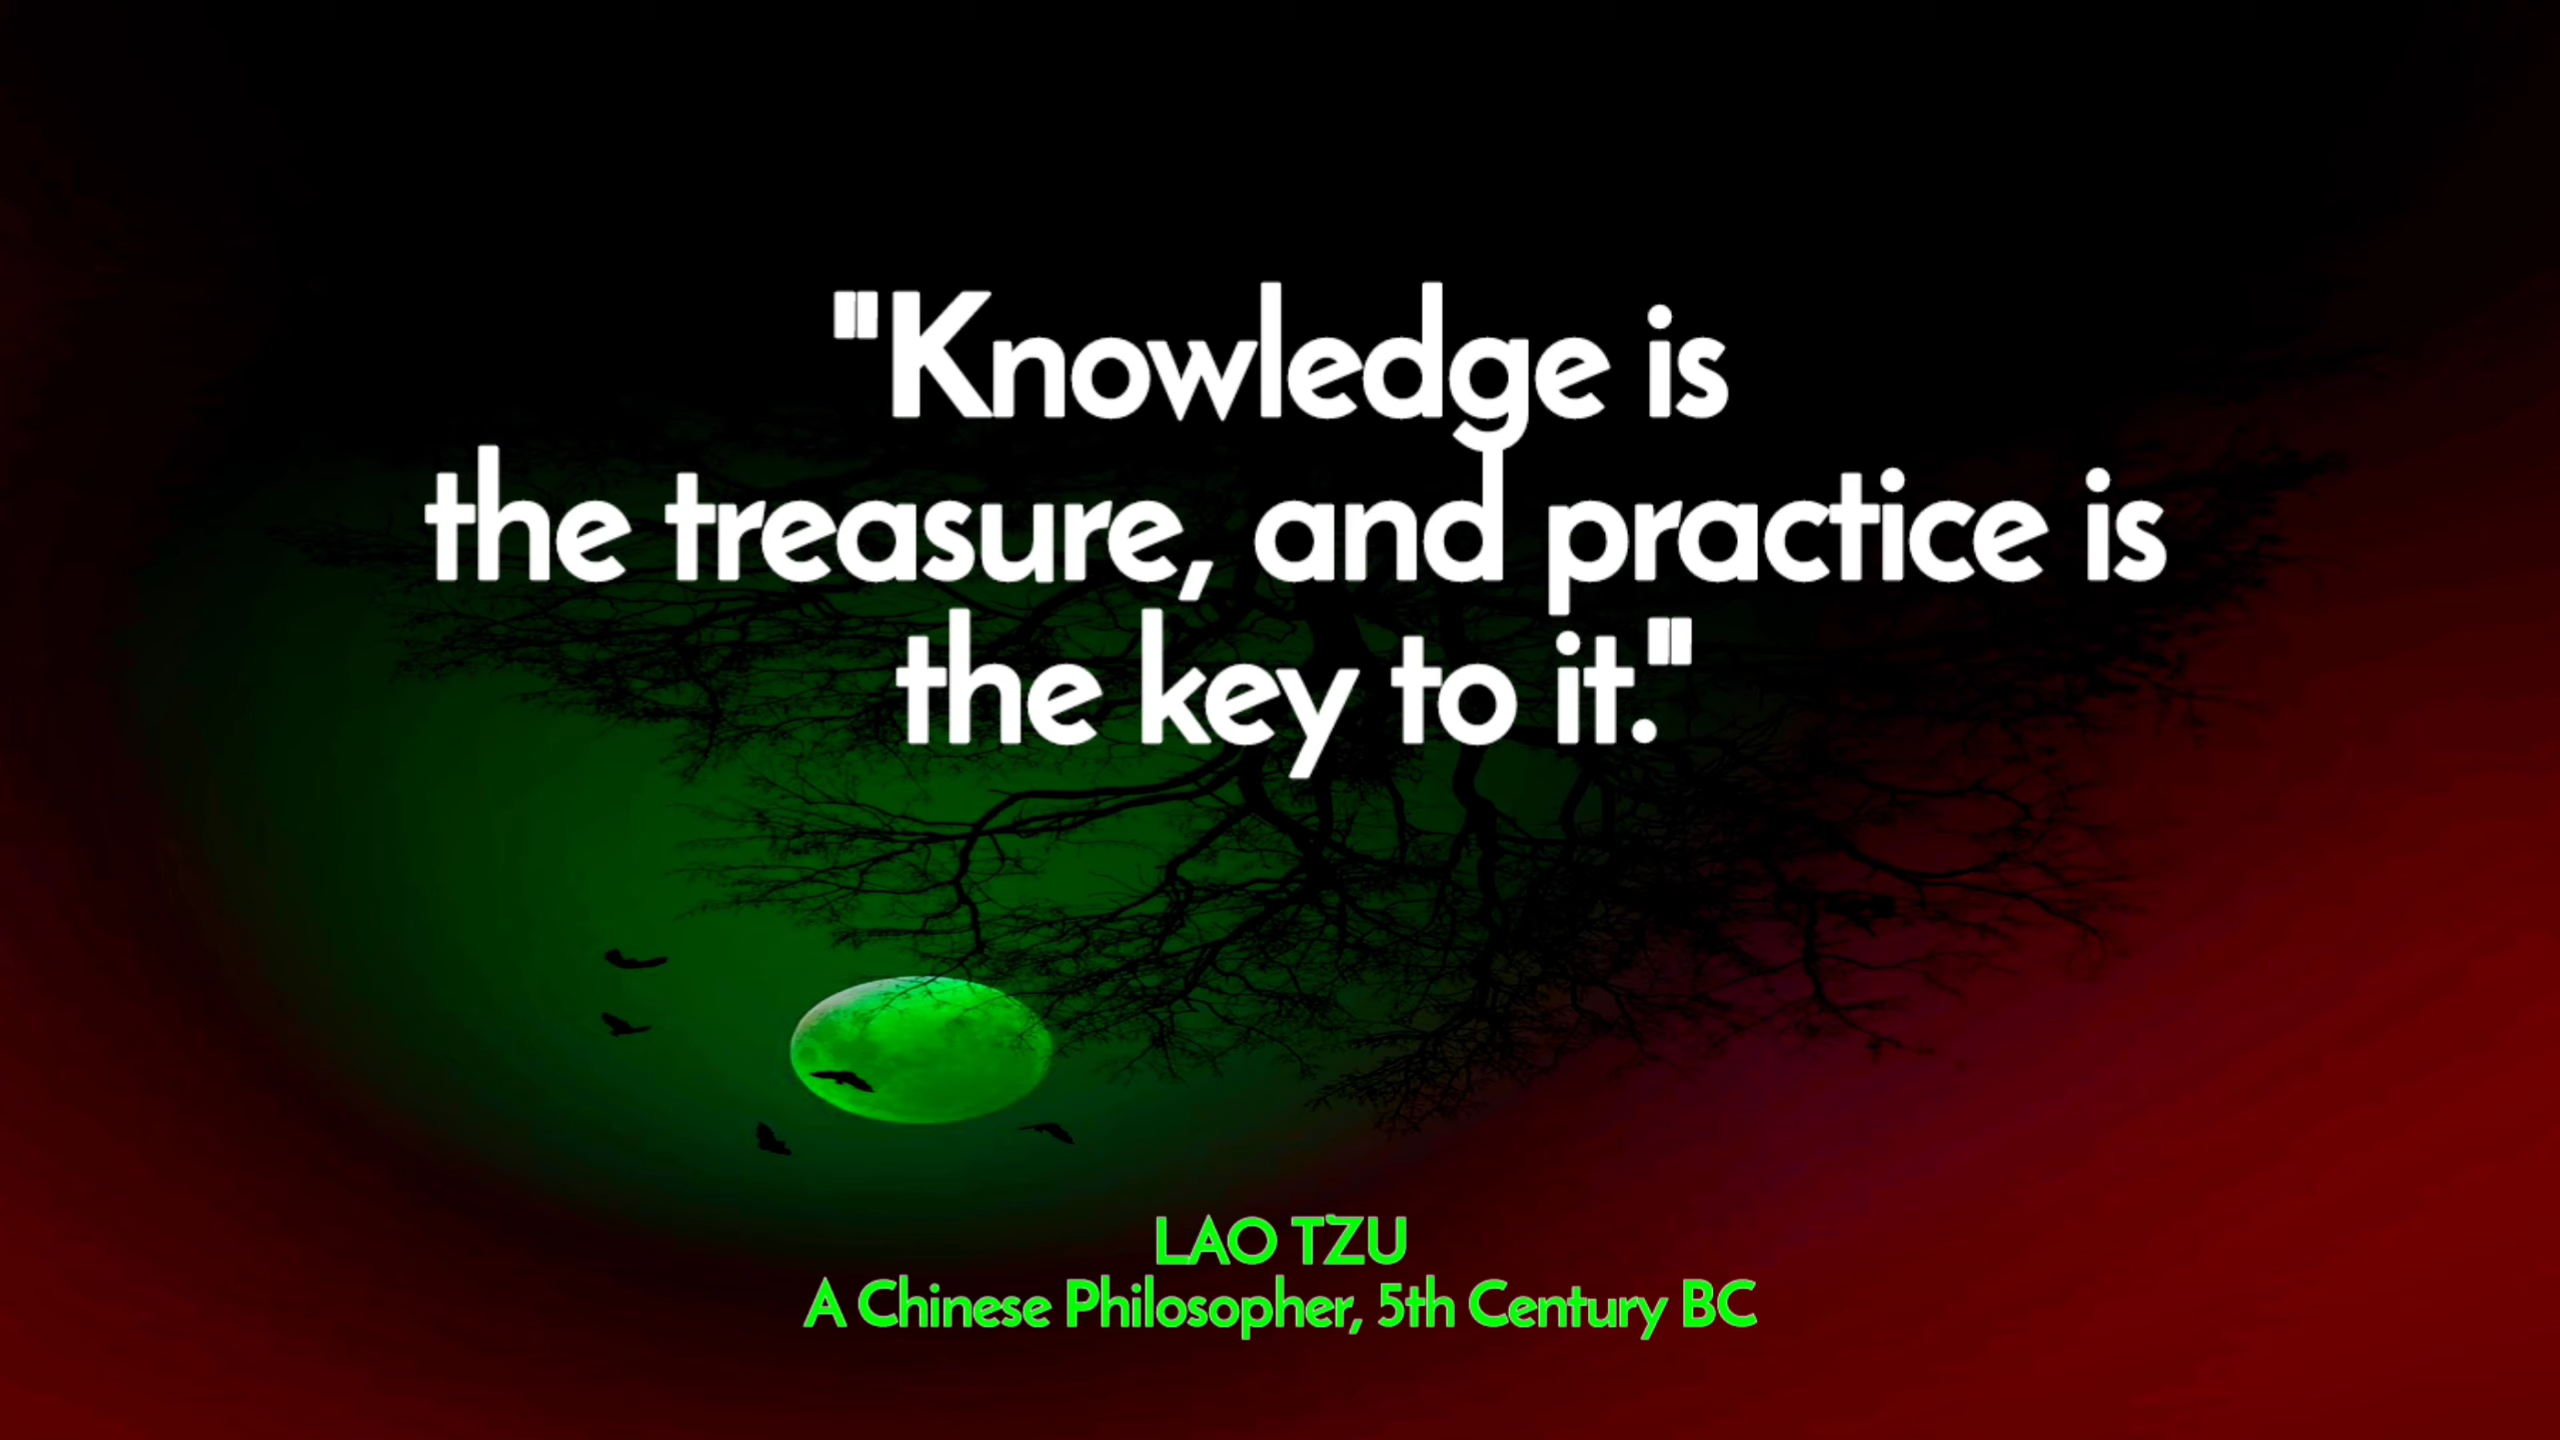 "Knowledge is
the treasure, and practice is
the key to it."
LAO TZU
A Chinese Philosopher, 5th Century BC